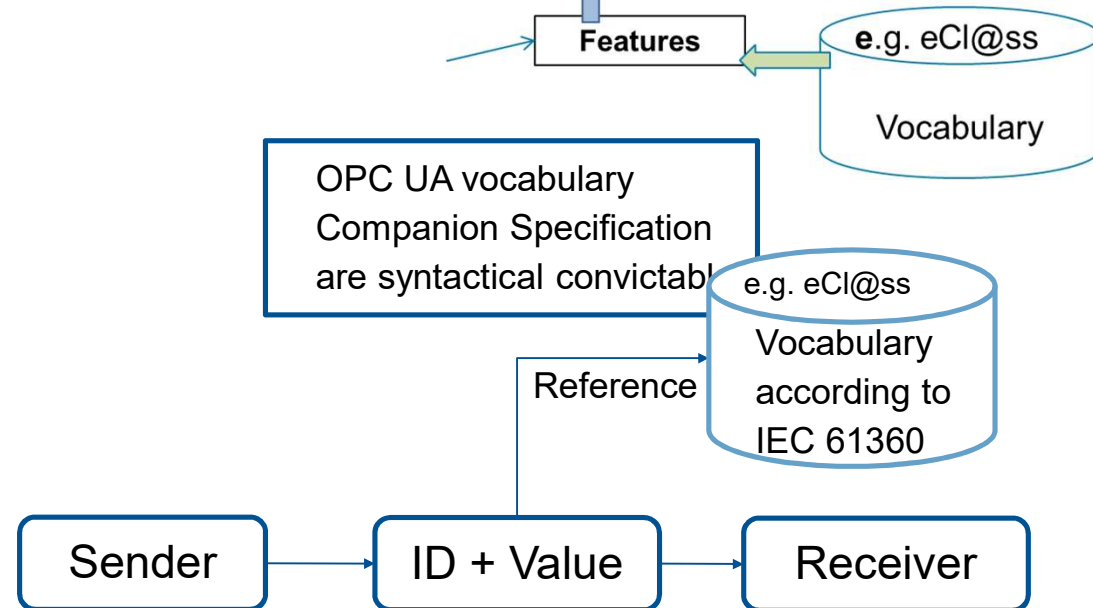 Features
e.g. eCl@ss
Vocabulary
OPC UA vocabulary
Companion Specification
are syntactical convictabl
e.g. eCl@ss
Vocabulary
according to
IEC 61360
Reference
Sender
ID + Value
Receiver